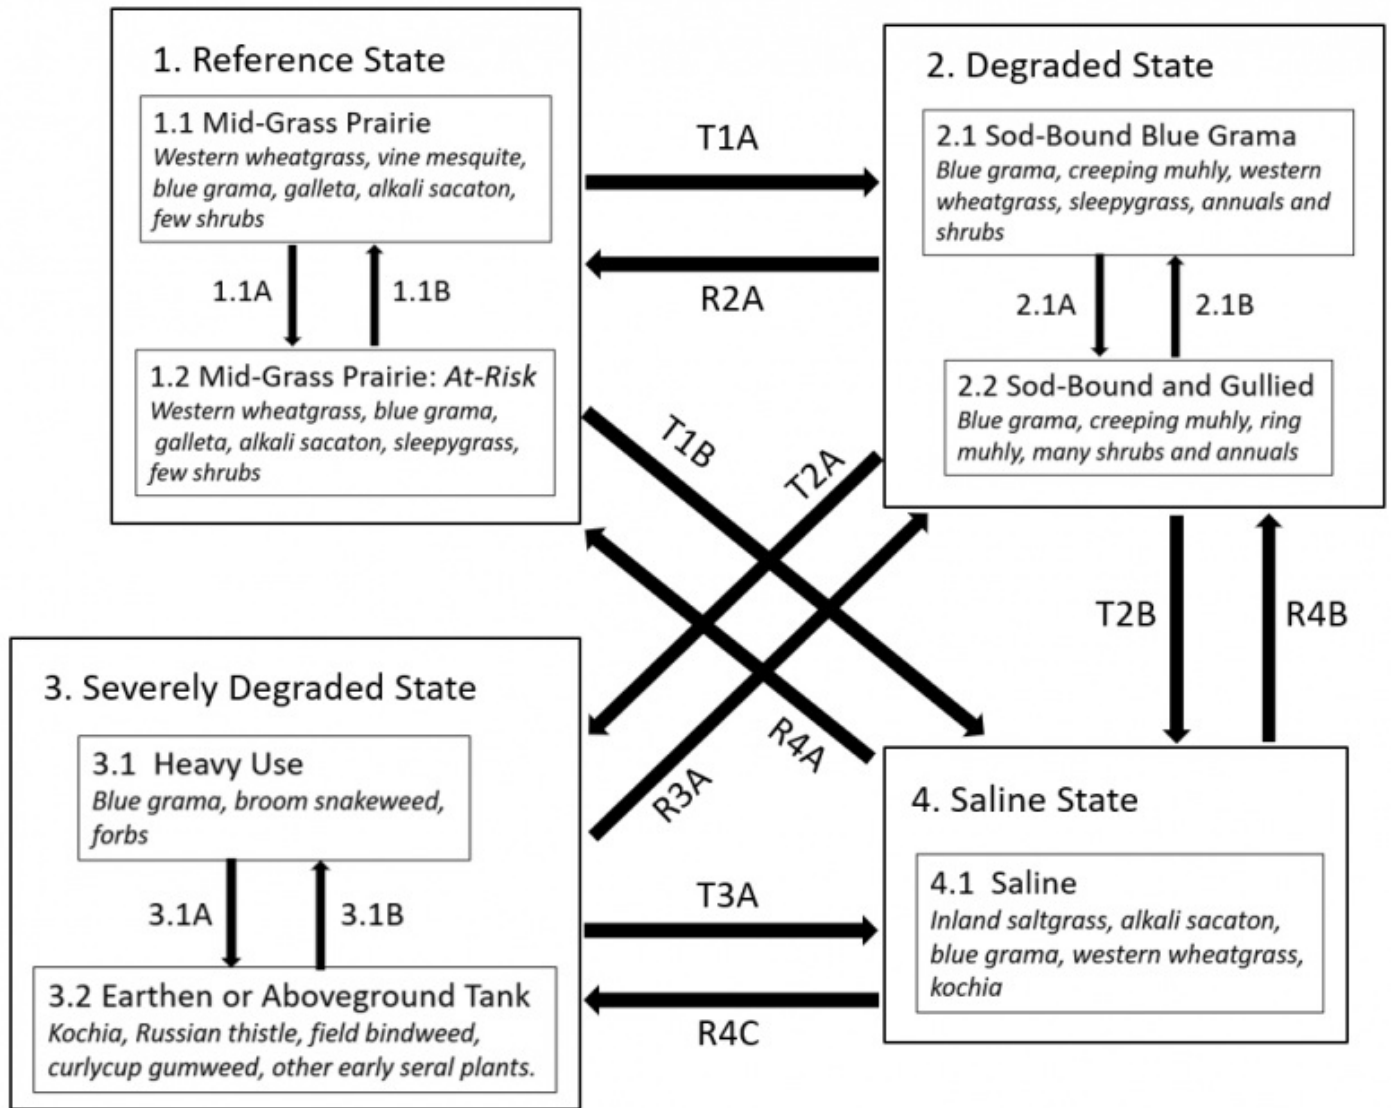 1. Reference State
1.1 Mid-Grass Prairie
Western wheatgrass, vine mesquite,
blue grama, galleta, alkali sacaton,
few shrubs
1.1A
1.1B
1.2 Mid-Grass Prairie: At-Risk
Western wheatgrass, blue grama,
galleta, alkali sacaton, sleepygrass,
few shrubs
T1A
R2A
2. Degraded State
2.1 Sod-Bound Blue Grama
Blue grama, creeping muhly, western
wheatgrass, sleepygrass, annuals and
shrubs
2.1A
2.1B
2.2 Sod-Bound and Gullied
Blue grama, creeping muhly, ring
muhly, many shrubs and annuals
T1B
T2A
R4A
R3A
T2B
R4B
3. Severely Degraded State
3.1 Heavy Use
Blue grama, broom snakeweed,
forbs
3.1A
3.1B
3.2 Earthen or Aboveground Tank
Kochia, Russian thistle, field bindweed,
curlycup gumweed, other early seral plants.
T3A
R4C
4. Saline State
4.1 Saline
Inland saltgrass, alkali sacaton,
blue grama, western wheatgrass,
kochia